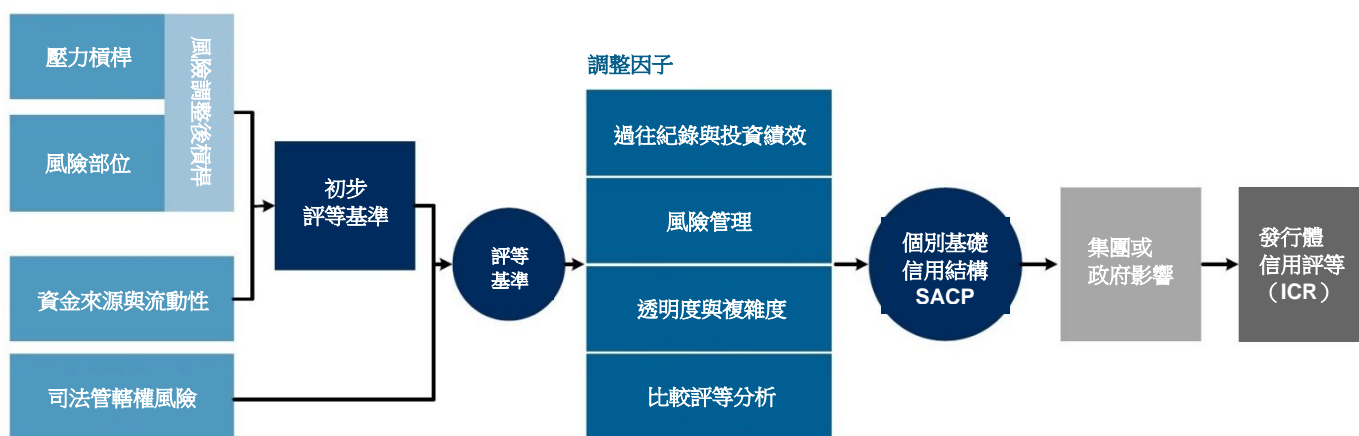 壓力槓桿
風險部位
風險調整後槓桿
資金來源與流動性
司法管轄權風險
初步
評等基準
評等
基準
調整因子
過往紀錄與投資績效
風險管理
透明度與複雜度
比較評等分析
個別基礎
信用結構
SACP
集團或
政府影響
發行體
信用評等
（ICR）